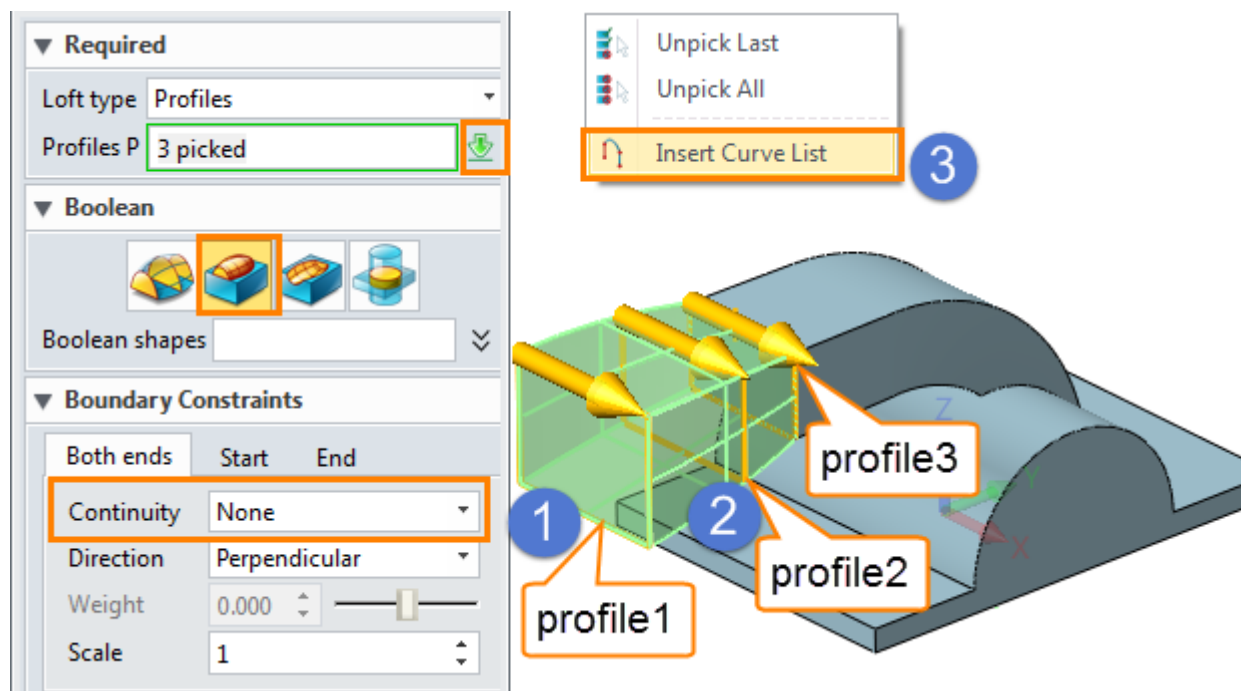 Required
Loft type Profiles
Profiles P 3 picked
Boolean
Boolean shapes
Boundary Constraints
Both ends Start End
Continuity None
Direction Perpendicular
Weight 0.000
Scale 1
Unpick Last
Unpick All
Insert Curve List
3
Z
Y
X
profile3
1
2
profile2
profile1